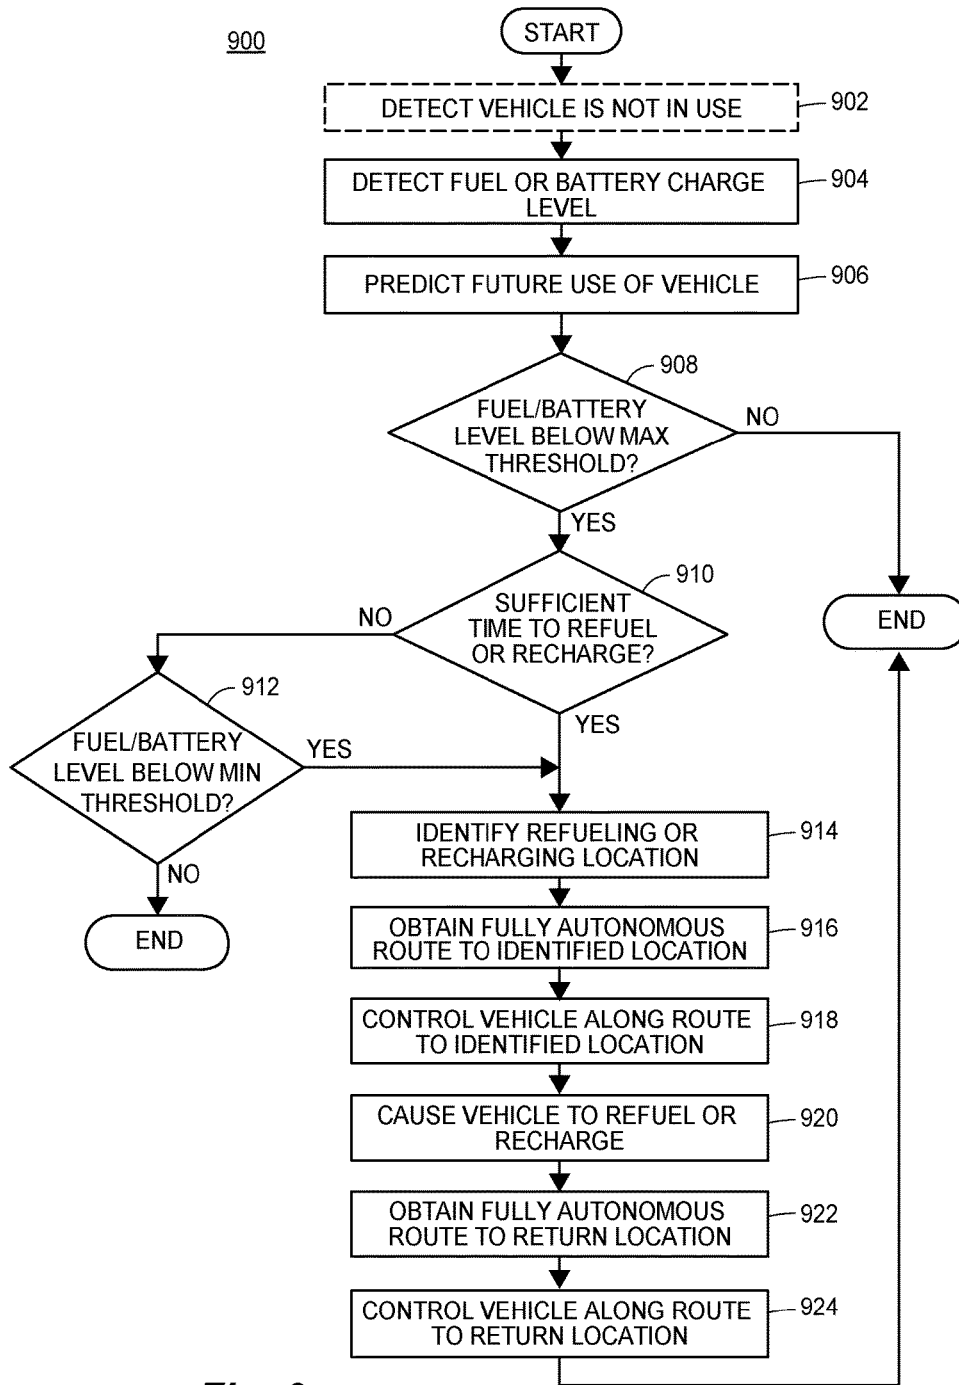 900
START
DETECT VEHICLE IS NOT IN USE
902
DETECT FUEL OR BATTERY CHARGE
LEVEL
904
PREDICT FUTURE USE OF VEHICLE
906
908
FUEL/BATTERY
LEVEL BELOW MAX
THRESHOLD?
NO
YES
910
SUFFICIENT
TIME TO REFUEL
OR RECHARGE?
NO
YES
END
912
FUEL/BATTERY
LEVEL BELOW MIN
THRESHOLD?
YES
NO
END
IDENTIFY REFUELING OR
RECHARGING LOCATION
914
OBTAIN FULLY AUTONOMOUS
ROUTE TO IDENTIFIED LOCATION
916
CONTROL VEHICLE ALONG ROUTE
TO IDENTIFIED LOCATION
918
CAUSE VEHICLE TO REFUEL OR
RECHARGE
920
OBTAIN FULLY AUTONOMOUS
ROUTE TO RETURN LOCATION
922
CONTROL VEHICLE ALONG ROUTE
TO RETURN LOCATION
924